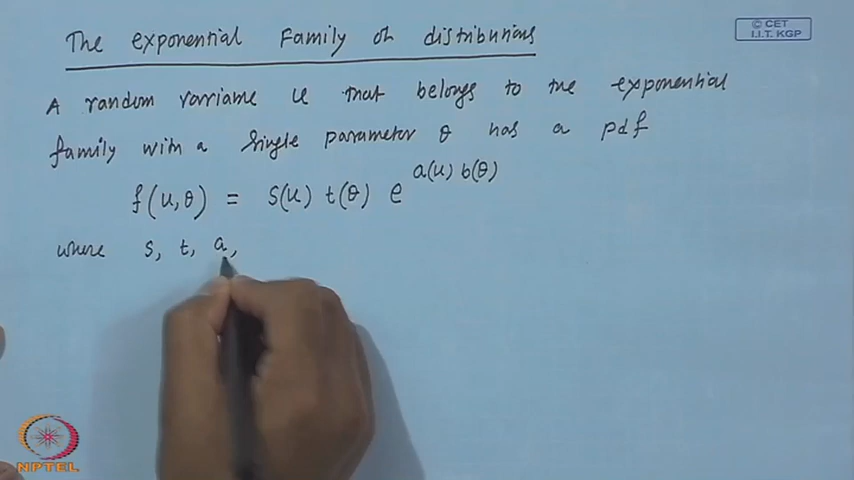 The exponential Family of distributions
© CET
I.I.T. KGP
A random variable u that belongs to the exponential
family with a single parameter θ has a pdf
f(u,θ) = s(u) t(θ) e^{a(u) b(θ)}
where s, t, a,
NPTEL